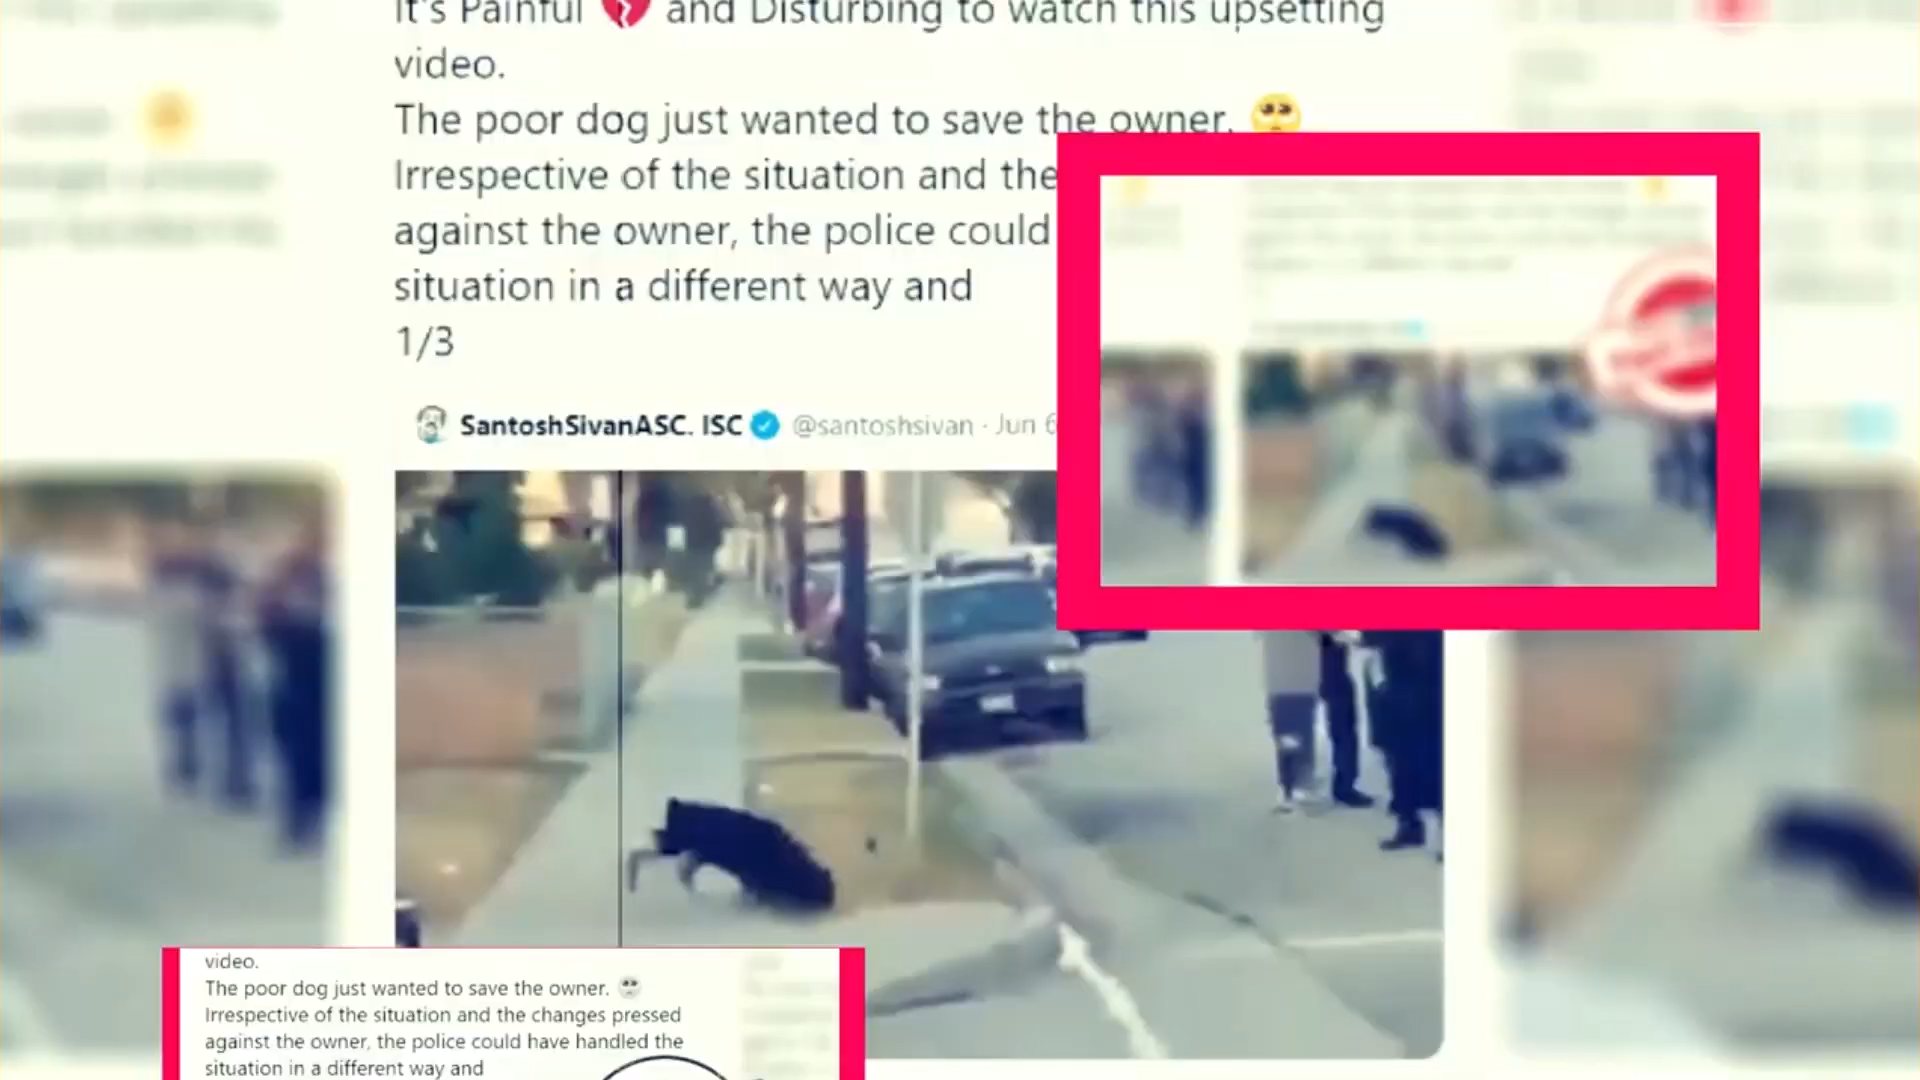 It's Painful 💔 and Disturbing to watch this upsetting
video.
The poor dog just wanted to save the owner. 🥺
Irrespective of the situation and the
against the owner, the police could
situation in a different way and
1/3
SantoshSivanASC. ISC @santoshsivan · Jun 6
video.
The poor dog just wanted to save the owner. 🥺
Irrespective of the situation and the changes pressed
against the owner, the police could have handled the
situation in a different way and